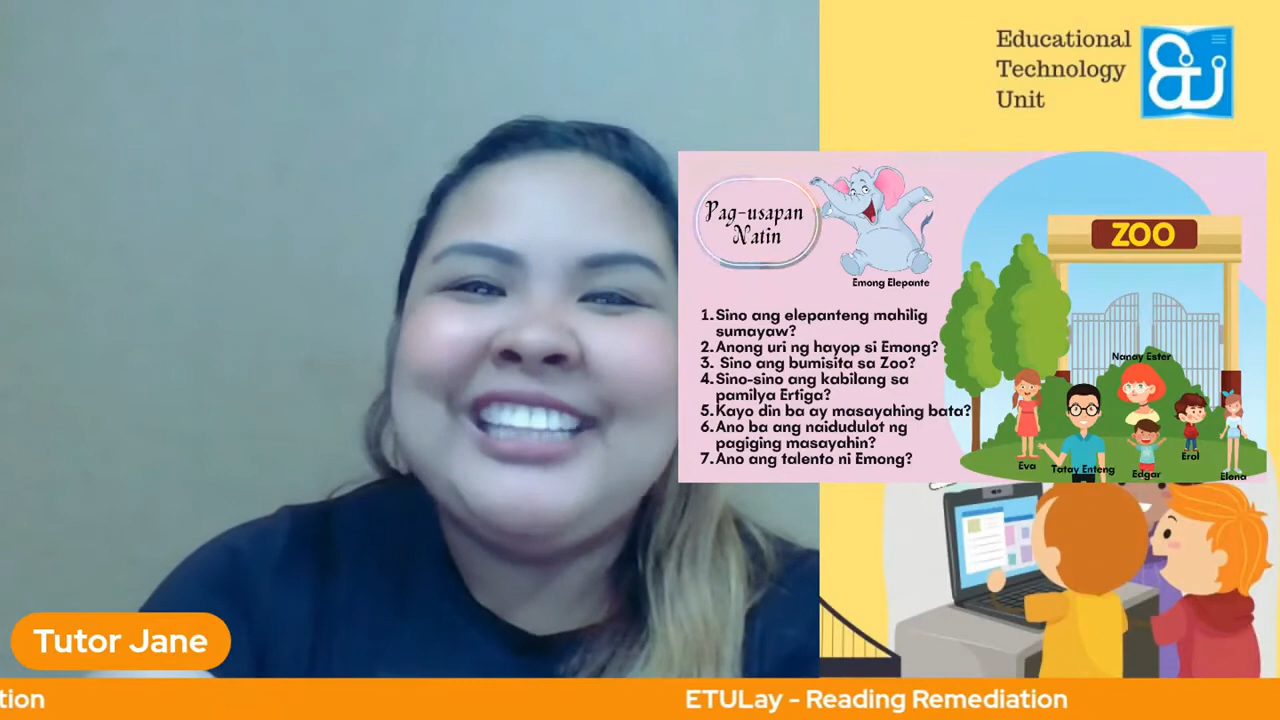 Educational
Technology
Unit
Pag-usapan
Natin
Emong Elepante
ZOO
1. Sino ang elepanteng mahilig
sumayaw?
2. Anong uri ng hayop si Emong?
3. Sino ang bumisita sa Zoo?
4. Sino-sino ang kabilang sa
pamilya Ertiga?
5. Kayo din ba ay masayahing bata?
6. Ano ba ang naidudulot ng
pagiging masayahin?
7. Ano ang talento ni Emong?
Nanay Ester
Eva
Tatay Enteng
Edgar
Erol
Elena
Tutor Jane
tion
ETULay - Reading Remediation